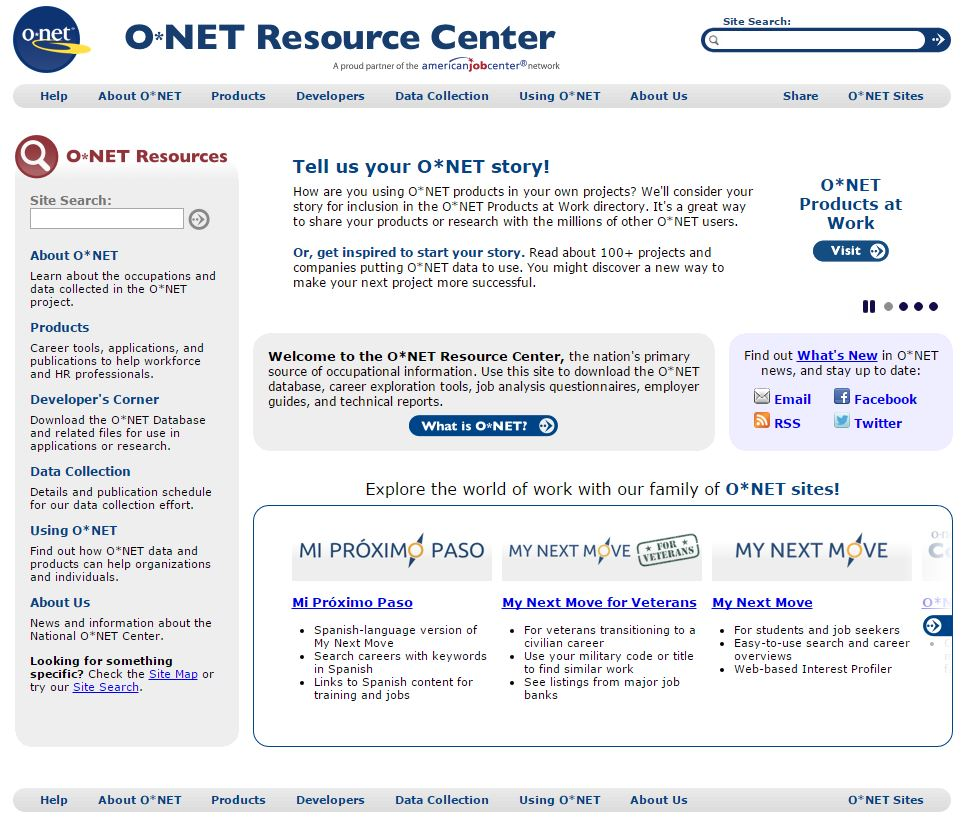 o·net™
O*NET Resource Center
A proud partner of the americanjobcenter® network
Site Search:
Help About O*NET Products Developers Data Collection Using O*NET About Us Share O*NET Sites
O*NET Resources
Site Search:
About O*NET
Learn about the occupations and
data collected in the O*NET
project.
Products
Career tools, applications, and
publications to help workforce
and HR professionals.
Developer's Corner
Download the O*NET Database
and related files for use in
applications or research.
Data Collection
Details and publication schedule
for our data collection effort.
Using O*NET
Find out how O*NET data and
products can help organizations
and individuals.
About Us
News and information about the
National O*NET Center.
Looking for something
specific? Check the Site Map or
try our Site Search.
Tell us your O*NET story!
How are you using O*NET products in your own projects? We'll consider your
story for inclusion in the O*NET Products at Work directory. It's a great way
to share your products or research with the millions of other O*NET users.
Or, get inspired to start your story. Read about 100+ projects and
companies putting O*NET data to use. You might discover a new way to
make your next project more successful.
O*NET
Products at
Work
Visit
Welcome to the O*NET Resource Center, the nation's primary
source of occupational information. Use this site to download the O*NET
database, career exploration tools, job analysis questionnaires, employer
guides, and technical reports.
What is O*NET?
Find out What's New in O*NET
news, and stay up to date:
Email Facebook
RSS Twitter
Explore the world of work with our family of O*NET sites!
MI PRÓXIMO PASO
Mi Próximo Paso
Spanish-language version of
My Next Move
Search careers with keywords
in Spanish
Links to Spanish content for
training and jobs
MY NEXT MOVE FOR VETERANS
My Next Move for Veterans
For veterans transitioning to a
civilian career
Use your military code or title
to find similar work
See listings from major job
banks
MY NEXT MOVE
My Next Move
For students and job seekers
Easy-to-use search and career
overviews
Web-based Interest Profiler
Help About O*NET Products Developers Data Collection Using O*NET About Us O*NET Sites